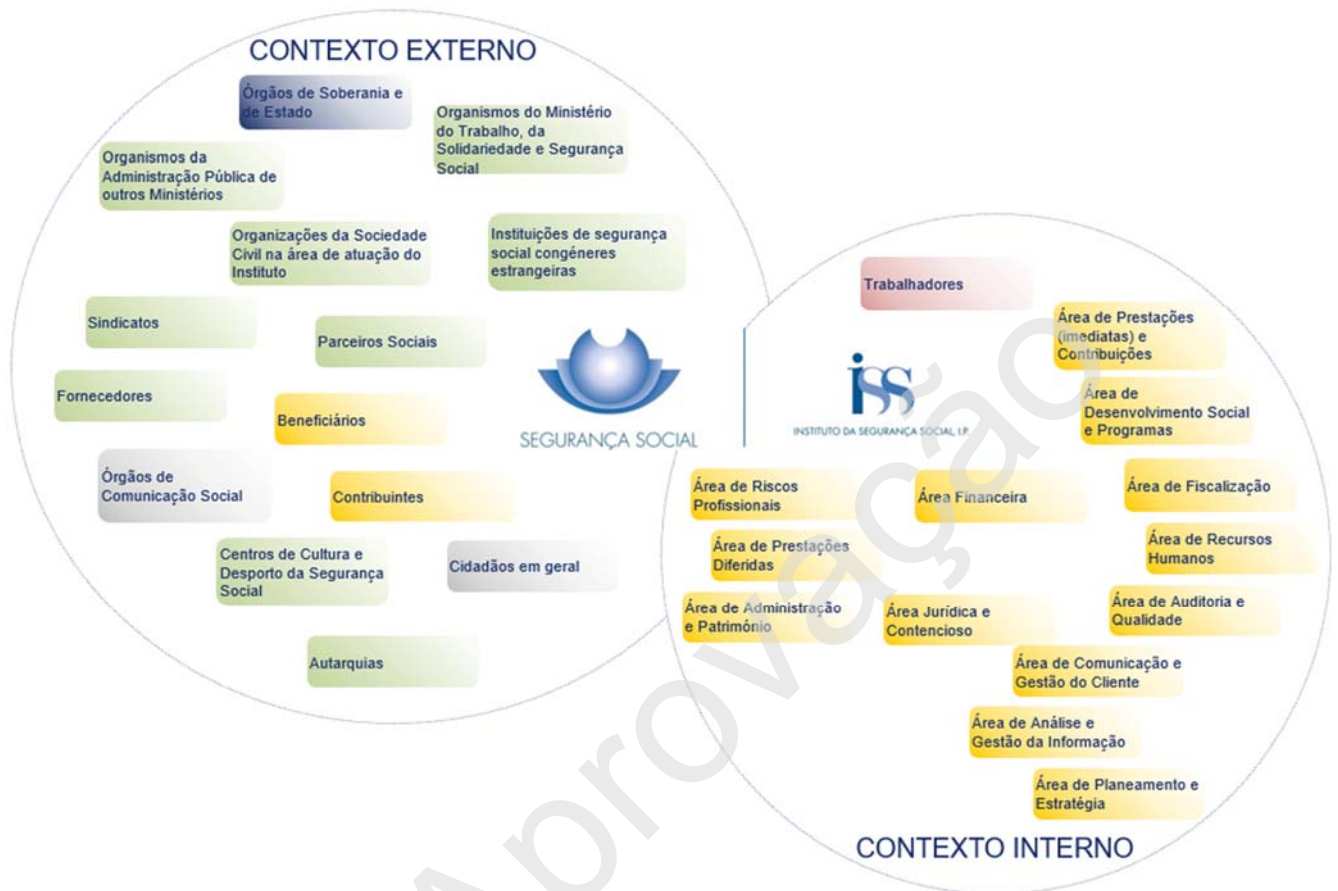 CONTEXTO EXTERNO
Órgãos de Soberania e
de Estado
Organismos do Ministério
do Trabalho, da
Solidariedade e Segurança
Social
Organismos da
Administração Pública de
outros Ministérios
Organizações da Sociedade
Civil na área de atuação do
Instituto
Instituições de segurança
social congéneres
estrangeiras
Sindicatos
Parceiros Sociais
Fornecedores
Beneficiários
Órgãos de
Comunicação Social
Contribuintes
Centros de Cultura e
Desporto da Segurança
Social
Cidadãos em geral
Autarquias
SEGURANÇA SOCIAL
iss
INSTITUTO DA SEGURANÇA SOCIAL, I.P.
Trabalhadores
Área de Prestações
(imediatas) e
Contribuições
Área de
Desenvolvimento Social
e Programas
Área de Riscos
Profissionais
Área Financeira
Área de Fiscalização
Área de Prestações
Diferidas
Área de Recursos
Humanos
Área de Administração
e Património
Área Jurídica e
Contencioso
Área de Auditoria e
Qualidade
Área de Comunicação e
Gestão do Cliente
Área de Análise e
Gestão da Informação
Área de Planeamento e
Estratégia
CONTEXTO INTERNO
Aprovação